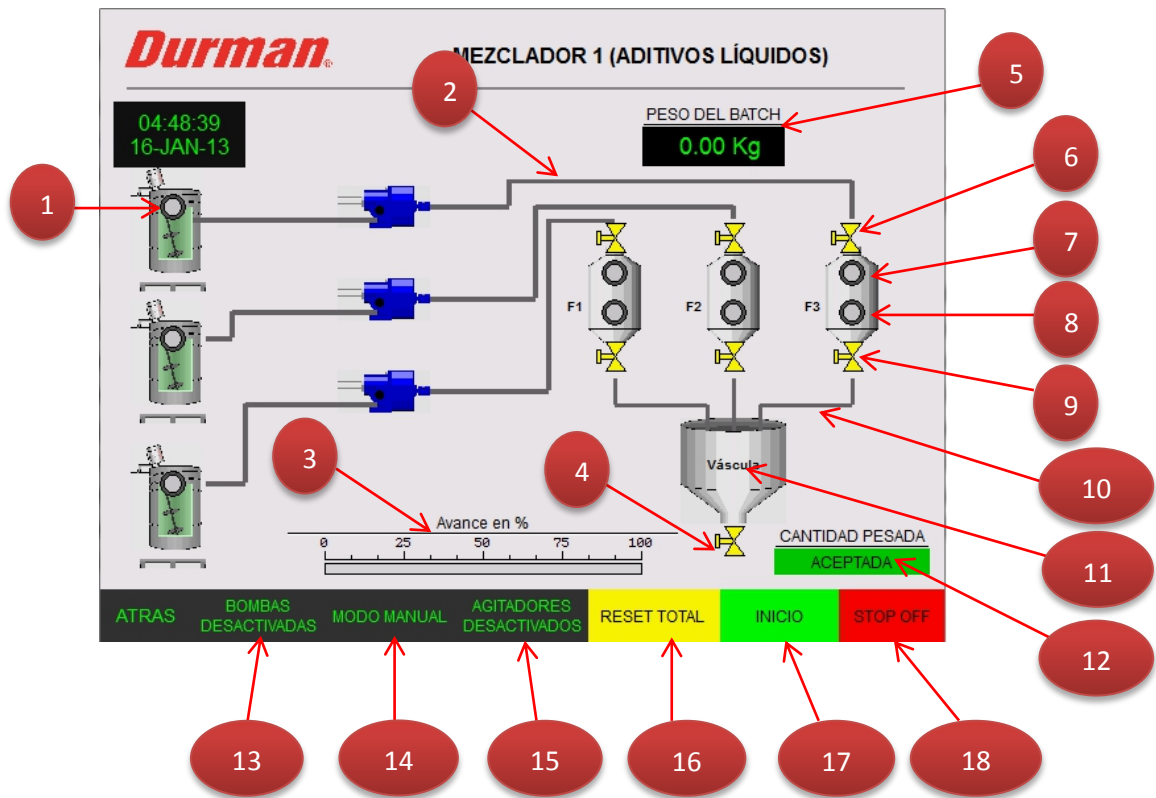 Durman®
MEZCLADOR 1 (ADITIVOS LÍQUIDOS)
2
5
04:48:39
16-JAN-13
PESO DEL BATCH
0.00 Kg
1
6
7
F1
F2
F3
8
9
3
4
Váscula
10
Avance en %
0 25 50 75 100
CANTIDAD PESADA
ACEPTADA
11
ATRAS
BOMBAS
DESACTIVADAS
MODO MANUAL
AGITADORES
DESACTIVADOS
RESET TOTAL
INICIO
STOP OFF
12
13
14
15
16
17
18